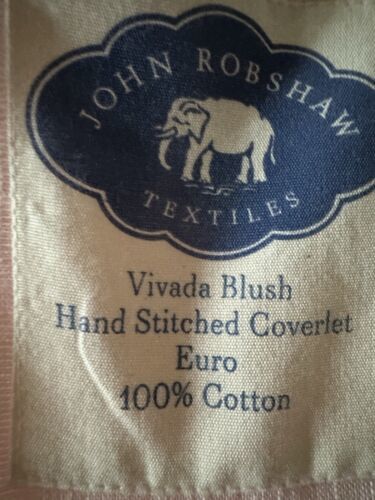 JOHN ROBSHAW
TEXTILES
Vivada Blush
Hand Stitched Coverlet
Euro
100% Cotton